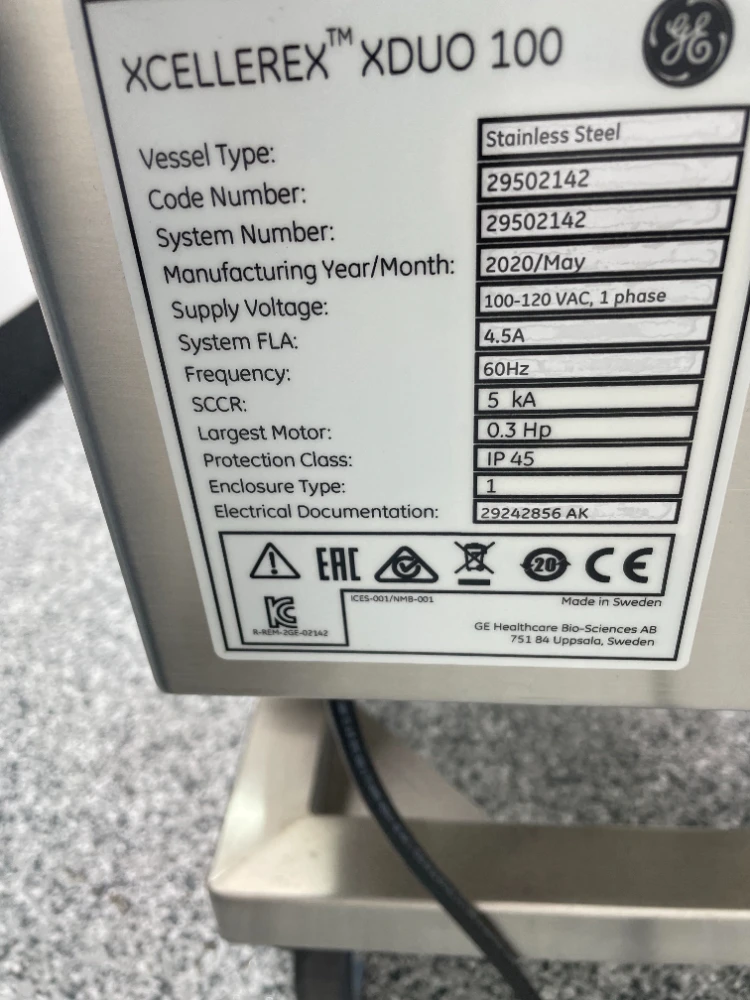 XCELLEREX™ XDUO 100
GE
Vessel Type: Stainless Steel
Code Number: 29502142
System Number: 29502142
Manufacturing Year/Month: 2020/May
Supply Voltage: 100-120 VAC, 1 phase
System FLA: 4.5A
Frequency: 60Hz
SCCR: 5 kA
Largest Motor: 0.3 Hp
Protection Class: IP 45
Enclosure Type: 1
Electrical Documentation: 29242856 AK
EAC 20 CE
KC
R-REM-2GE-02142
ICES-001/NMB-001
Made in Sweden
GE Healthcare Bio-Sciences AB
751 84 Uppsala, Sweden